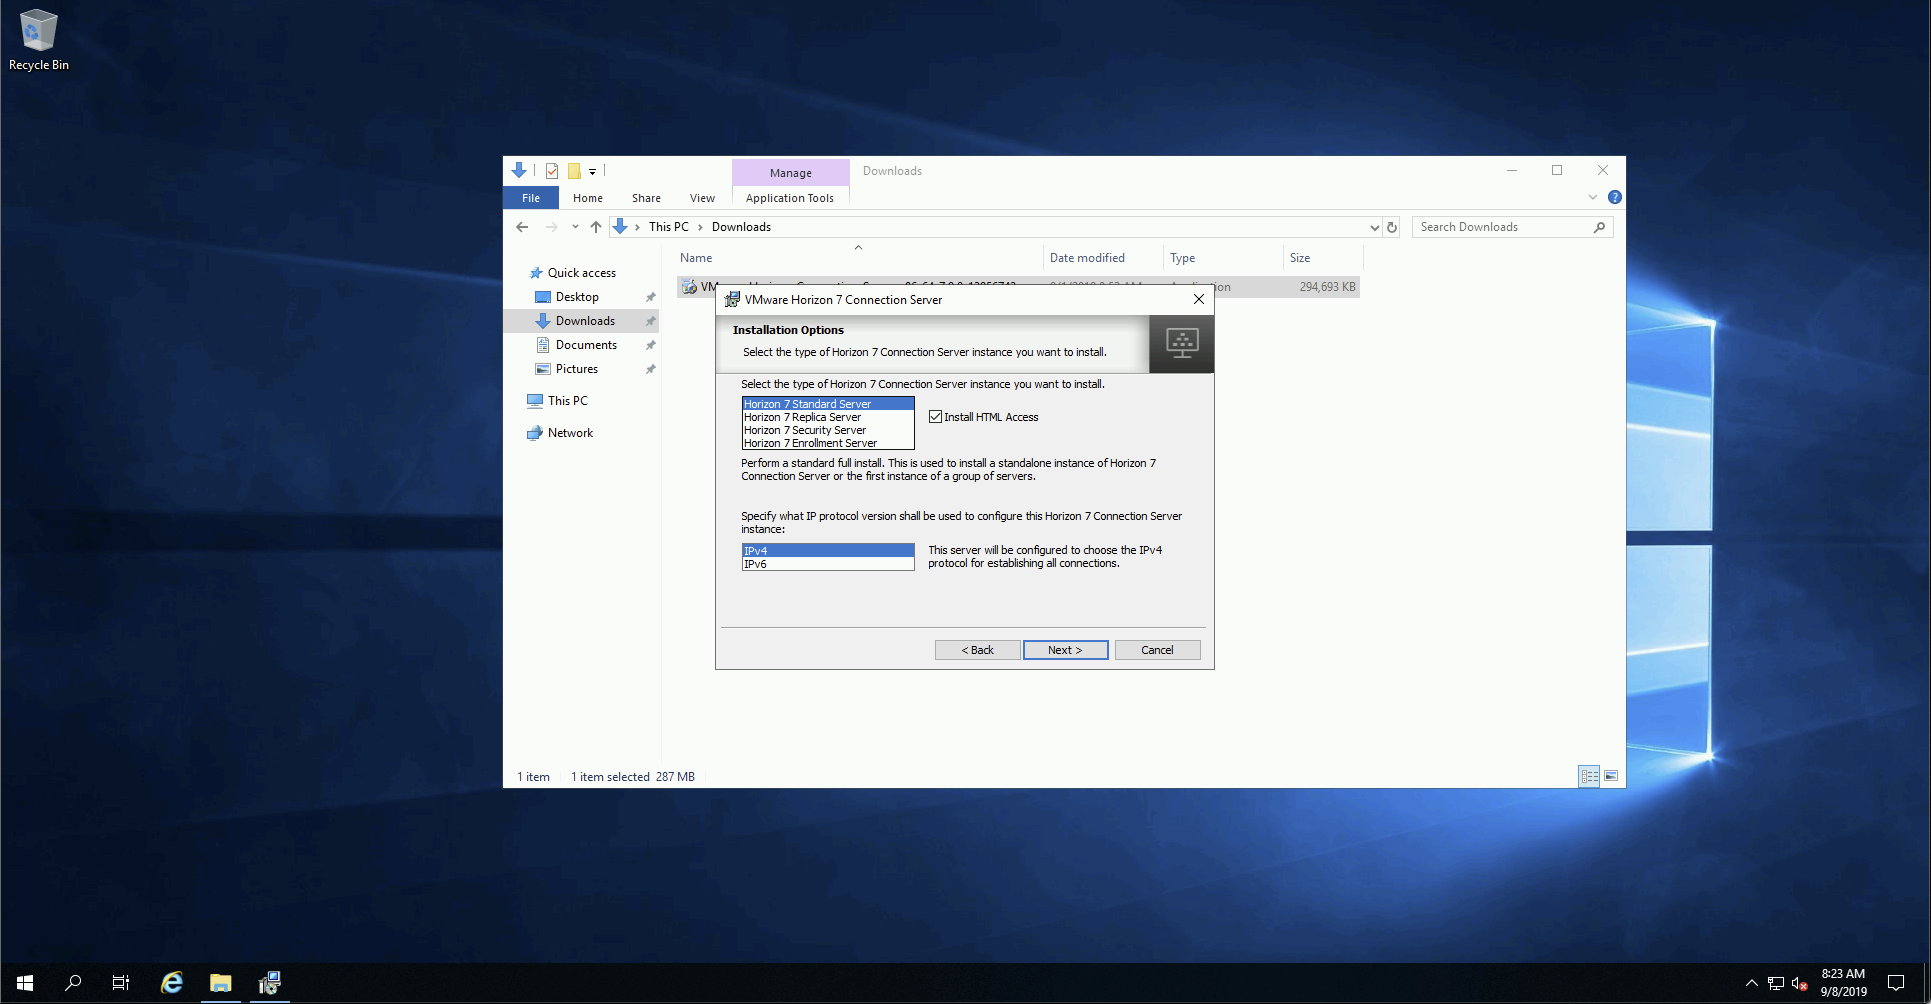 Recycle Bin
Manage
Downloads
File
Home
Share
View
Application Tools
This PC
Downloads
Search Downloads
Name
Date modified
Type
Size
Quick access
Desktop
Downloads
Documents
Pictures
This PC
Network
294,693 KB
VMware Horizon 7 Connection Server
Installation Options
Select the type of Horizon 7 Connection Server instance you want to install.
Select the type of Horizon 7 Connection Server instance you want to install.
Horizon 7 Standard Server
Horizon 7 Replica Server
Horizon 7 Security Server
Horizon 7 Enrollment Server
Install HTML Access
Perform a standard full install. This is used to install a standalone instance of Horizon 7
Connection Server or the first instance of a group of servers.
Specify what IP protocol version shall be used to configure this Horizon 7 Connection Server
instance:
IPv4
IPv6
This server will be configured to choose the IPv4
protocol for establishing all connections.
< Back
Next >
Cancel
1 item
1 item selected 287 MB
8:23 AM
9/8/2019